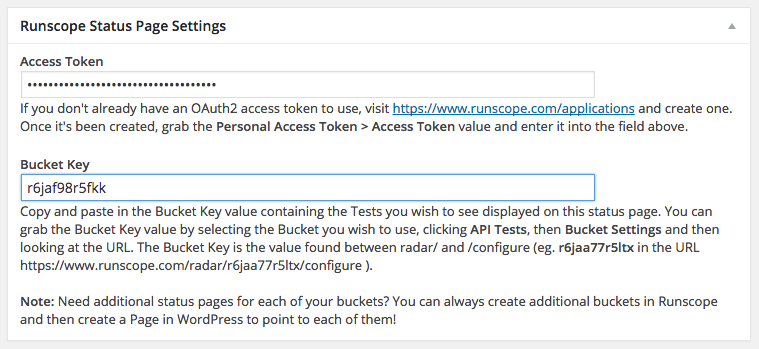 Runscope Status Page Settings
Access Token
••••••••••••••••••••••••••••••••••••
If you don't already have an OAuth2 access token to use, visit https://www.runscope.com/applications and create one.
Once it's been created, grab the Personal Access Token > Access Token value and enter it into the field above.
Bucket Key
r6jaf98r5fkk
Copy and paste in the Bucket Key value containing the Tests you wish to see displayed on this status page. You can
grab the Bucket Key value by selecting the Bucket you wish to use, clicking API Tests, then Bucket Settings and then
looking at the URL. The Bucket Key is the value found between radar/ and /configure (eg. r6jaa77r5ltx in the URL
https://www.runscope.com/radar/r6jaa77r5ltx/configure ).
Note: Need additional status pages for each of your buckets? You can always create additional buckets in Runscope
and then create a Page in WordPress to point to each of them!